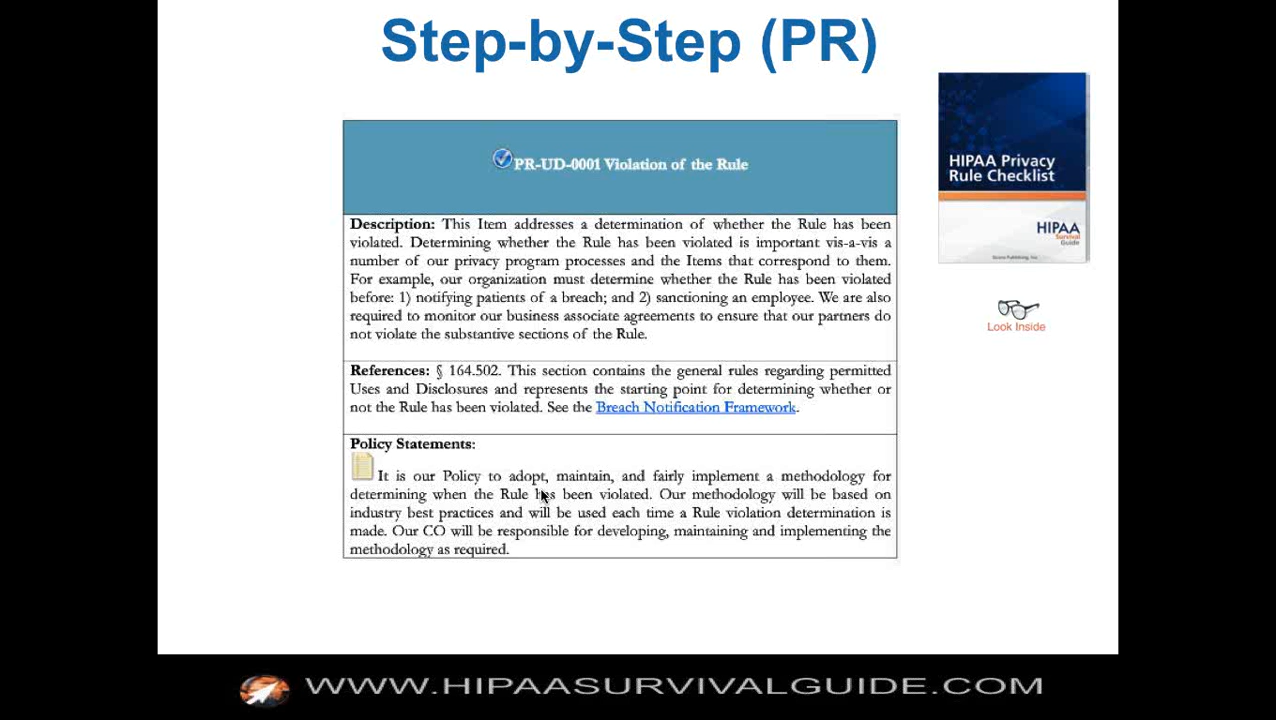 Step-by-Step (PR)
PR-UD-0001 Violation of the Rule
Description: This Item addresses a determination of whether the Rule has been
violated. Determining whether the Rule has been violated is important vis-a-vis a
number of our privacy program processes and the Items that correspond to them.
For example, our organization must determine whether the Rule has been violated
before: 1) notifying patients of a breach; and 2) sanctioning an employee. We are also
required to monitor our business associate agreements to ensure that our partners do
not violate the substantive sections of the Rule.
References: § 164.502. This section contains the general rules regarding permitted
Uses and Disclosures and represents the starting point for determining whether or
not the Rule has been violated. See the Breach Notification Framework.
Policy Statements:
It is our Policy to adopt, maintain, and fairly implement a methodology for
determining when the Rule has been violated. Our methodology will be based on
industry best practices and will be used each time a Rule violation determination is
made. Our CO will be responsible for developing, maintaining and implementing the
methodology as required.
HIPAA Privacy
Rule Checklist
HIPAA
Survival
Guide
Look Inside
WWW.HIPAASURVIVALGUIDE.COM